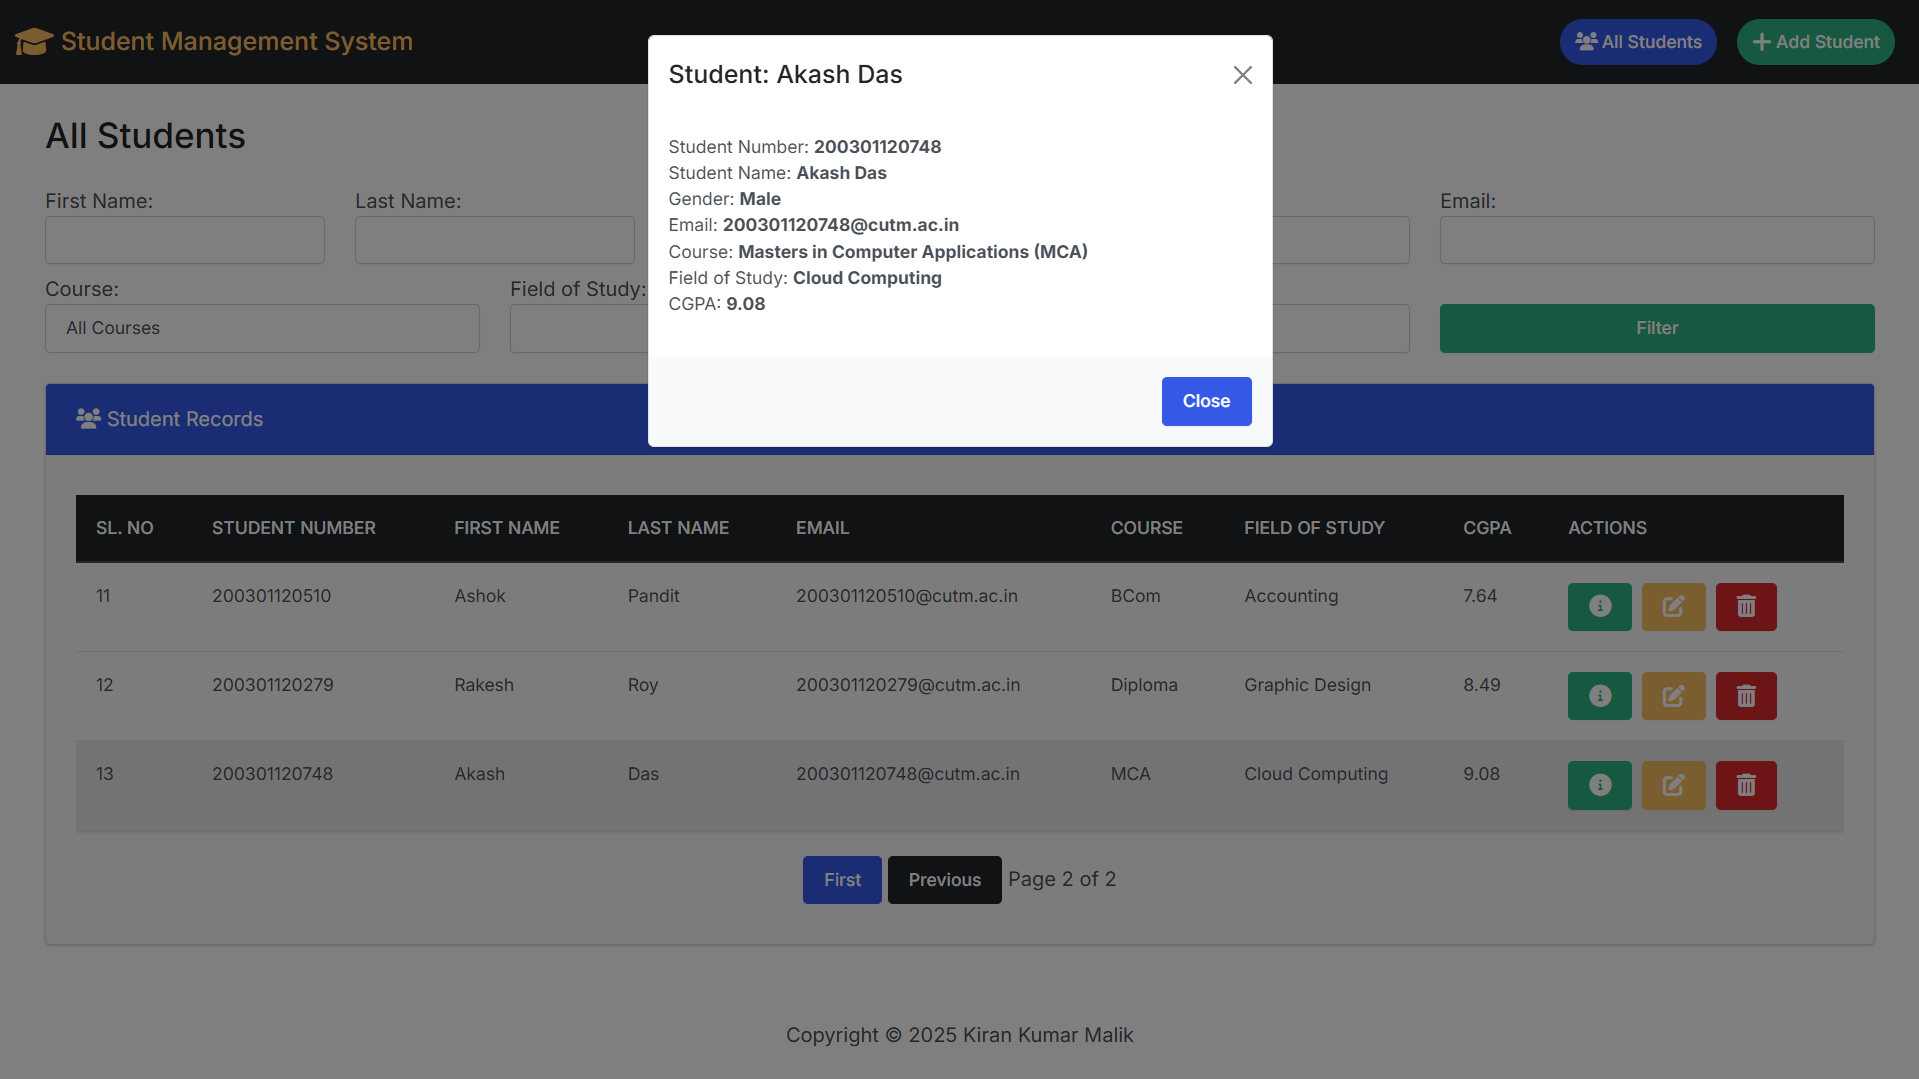 Student Management System
All Students
Add Student
Student: Akash Das
Student Number: 200301120748
Student Name: Akash Das
Gender: Male
Email: 200301120748@cutm.ac.in
Course: Masters in Computer Applications (MCA)
Field of Study: Cloud Computing
CGPA: 9.08
Close
All Students
First Name:
Last Name:
Email:
Course:
Field of Study:
All Courses
Filter
Student Records
SL. NO STUDENT NUMBER FIRST NAME LAST NAME EMAIL COURSE FIELD OF STUDY CGPA ACTIONS
11 200301120510 Ashok Pandit 200301120510@cutm.ac.in BCom Accounting 7.64
12 200301120279 Rakesh Roy 200301120279@cutm.ac.in Diploma Graphic Design 8.49
13 200301120748 Akash Das 200301120748@cutm.ac.in MCA Cloud Computing 9.08
First Previous Page 2 of 2
Copyright © 2025 Kiran Kumar Malik